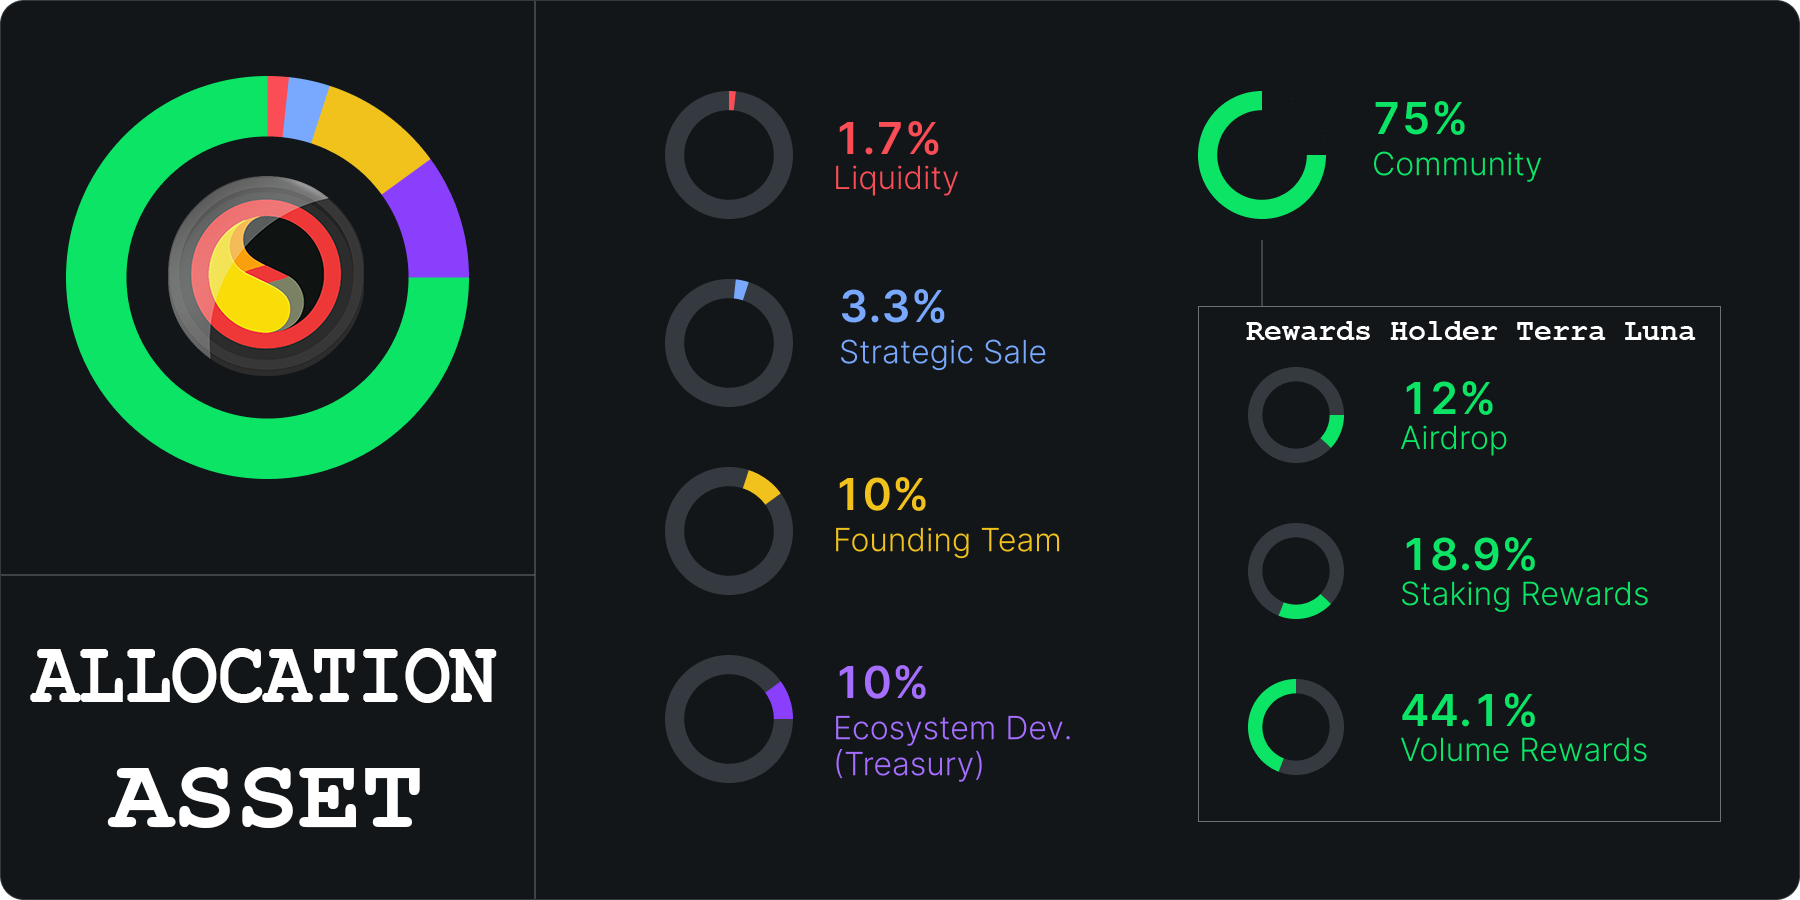 ALLOCATION
ASSET
1.7%
Liquidity
3.3%
Strategic Sale
10%
Founding Team
10%
Ecosystem Dev.
(Treasury)
75%
Community
Rewards Holder Terra Luna
12%
Airdrop
18.9%
Staking Rewards
44.1%
Volume Rewards